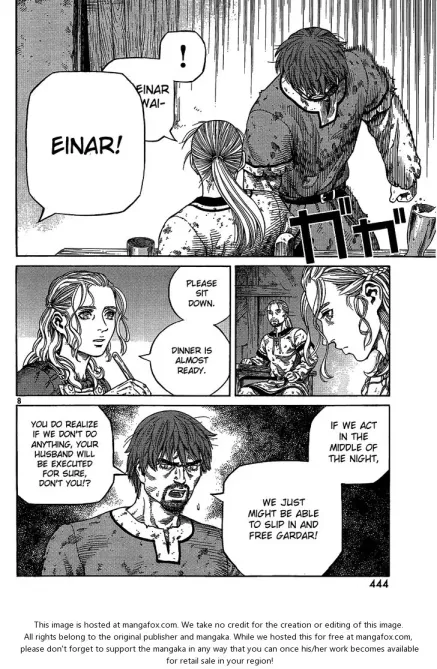 !
EINAR
WAI-
EINAR!
ガガ
PLEASE
SIT
DOWN.
DINNER IS
ALMOST
READY.
8
IF WE ACT
IN THE
MIDDLE OF
THE NIGHT,
WE JUST
MIGHT BE ABLE
TO SLIP IN AND
FREE GARDAR!
YOU DO REALIZE
IF WE DON'T DO
ANYTHING, YOUR
HUSBAND WILL
BE EXECUTED
FOR SURE,
DON'T YOU!?
444
This image is hosted at mangafox.com. We take no credit for the creation or editing of this image.
All rights belong to the original publisher and mangaka. While we hosted this for free at mangafox.com,
please don't forget to support the mangaka in any way that you can once his/her work becomes available
for retail sale in your region!